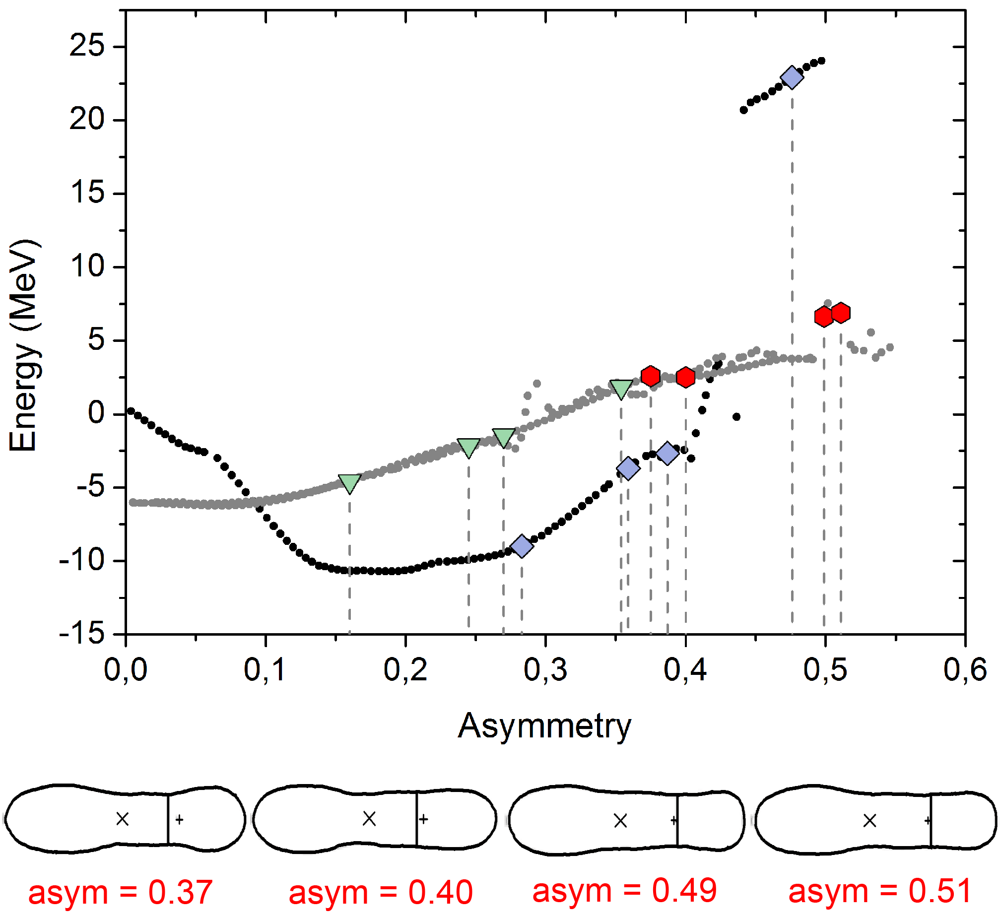 25
20
15
10
5
0
-5
-10
-15
Energy (MeV)
0,0 0,1 0,2 0,3 0,4 0,5 0,6
Asymmetry
asym = 0.37 asym = 0.40 asym = 0.49 asym = 0.51